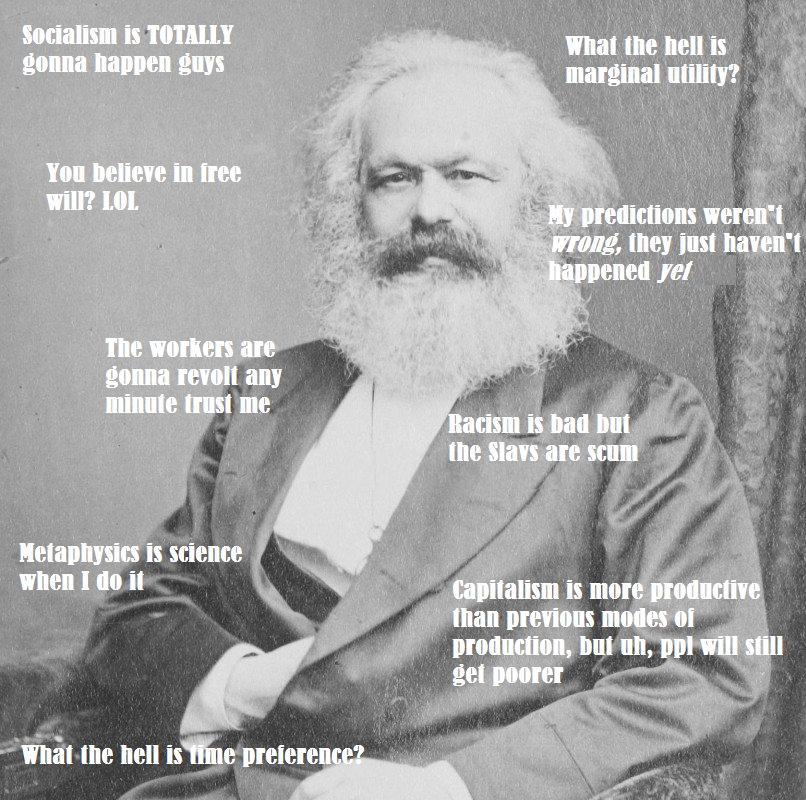 Socialism is TOTALLY
gonna happen guys
What the hell is
marginal utility?
You believe in free
will? LOL
My predictions weren"t
wrong, they just haven"t
happened yet
The workers are
gonna revolt any
minute trust me
Racism is bad but
the Slavs are scum
Metaphysics is science
when I do it
Capitalism is more productive
than previous modes of
production, but uh, ppl will still
get poorer
What the hell is time preference?